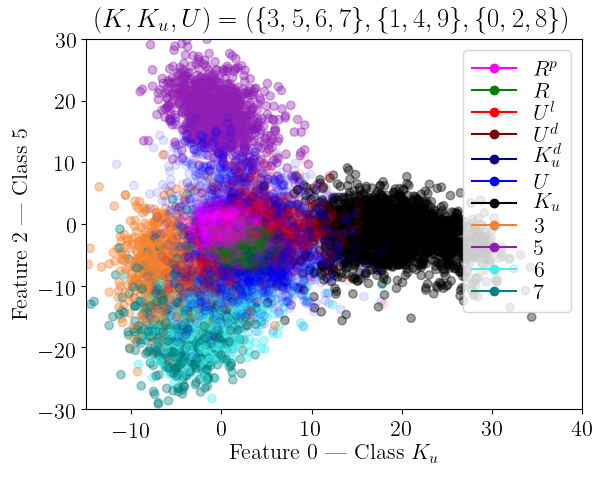 (K, K_u, U) = ({3, 5, 6, 7}, {1, 4, 9}, {0, 2, 8})
30
20
10
0
−10
−20
−30
Feature 2 — Class 5
R^p
R
U^l
U^d
K_u^d
U
K_u
3
5
6
7
−10
0
10
20
30
40
Feature 0 — Class K_u